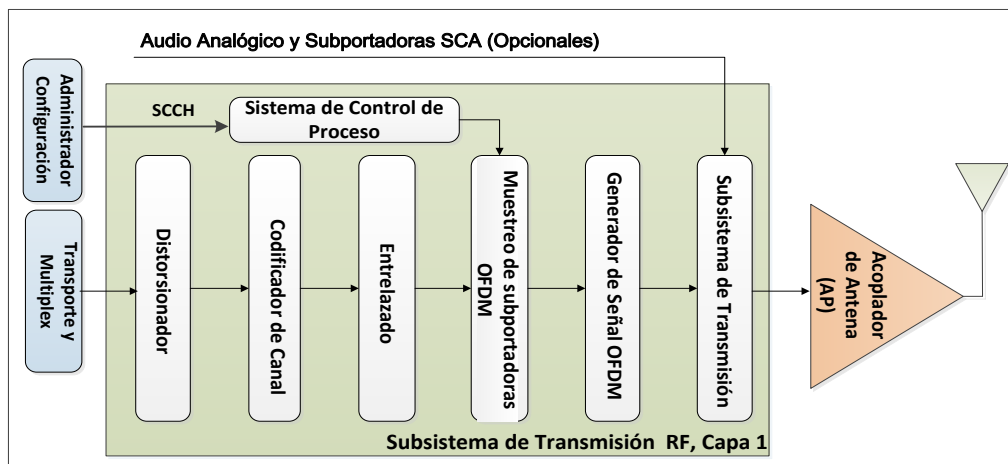 Audio Analógico y Subportadoras SCA (Opcionales)
Administrador
Configuración
SCCH
Sistema de Control de
Proceso
Transporte y
Multiplex
Distorsionador
Codificador de Canal
Entrelazado
Muestreo de subportadoras
OFDM
Generador de Señal OFDM
Subsistema de Transmisión
Acoplador
de Antena
(AP)
Subsistema de Transmisión RF, Capa 1